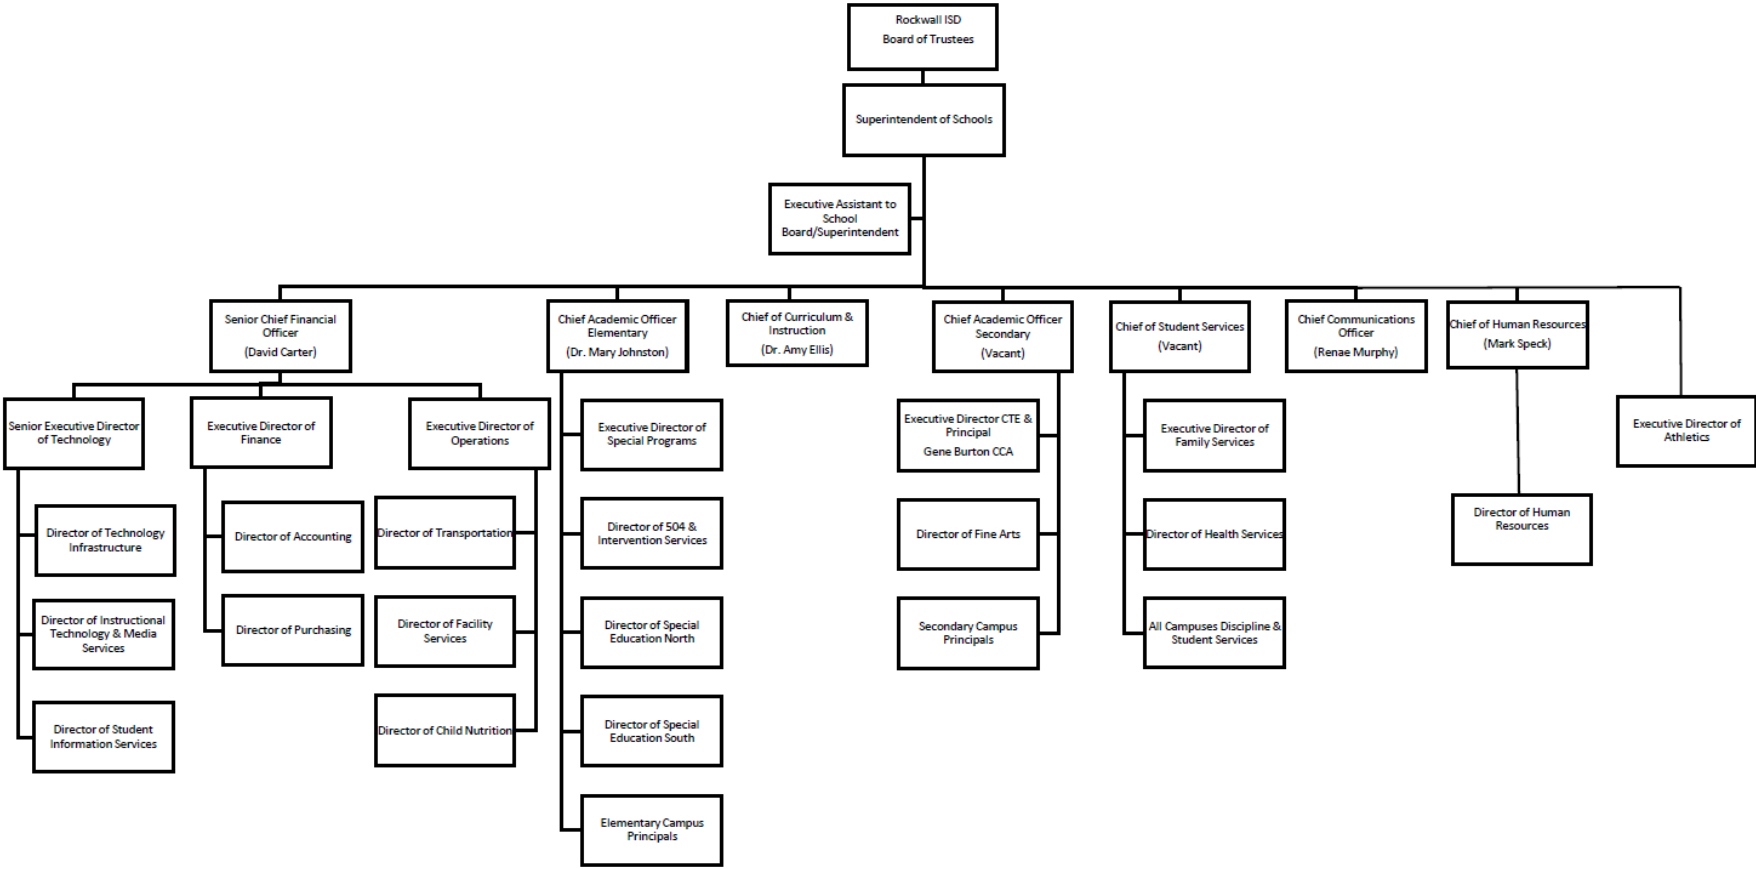 Rockwall ISD
Board of Trustees
Superintendent of Schools
Executive Assistant to
School
Board/Superintendent
Senior Chief Financial
Officer
(David Carter)
Chief Academic Officer
Elementary
(Dr. Mary Johnston)
Chief of Curriculum &
Instruction
(Dr. Amy Ellis)
Chief Academic Officer
Secondary
(Vacant)
Chief of Student Services
(Vacant)
Chief Communications
Officer
(Renae Murphy)
Chief of Human Resources
(Mark Speck)
Senior Executive Director
of Technology
Executive Director of
Finance
Executive Director of
Operations
Executive Director of
Special Programs
Executive Director CTE &
Principal
Gene Burton CCA
Executive Director of
Family Services
Executive Director of
Athletics
Director of Technology
Infrastructure
Director of Accounting
Director of Transportation
Director of 504 &
Intervention Services
Director of Fine Arts
Director of Health Services
Director of Human
Resources
Director of Instructional
Technology & Media
Services
Director of Purchasing
Director of Facility
Services
Director of Special
Education North
Secondary Campus
Principals
All Campuses Discipline &
Student Services
Director of Student
Information Services
Director of Child Nutrition
Director of Special
Education South
Elementary Campus
Principals